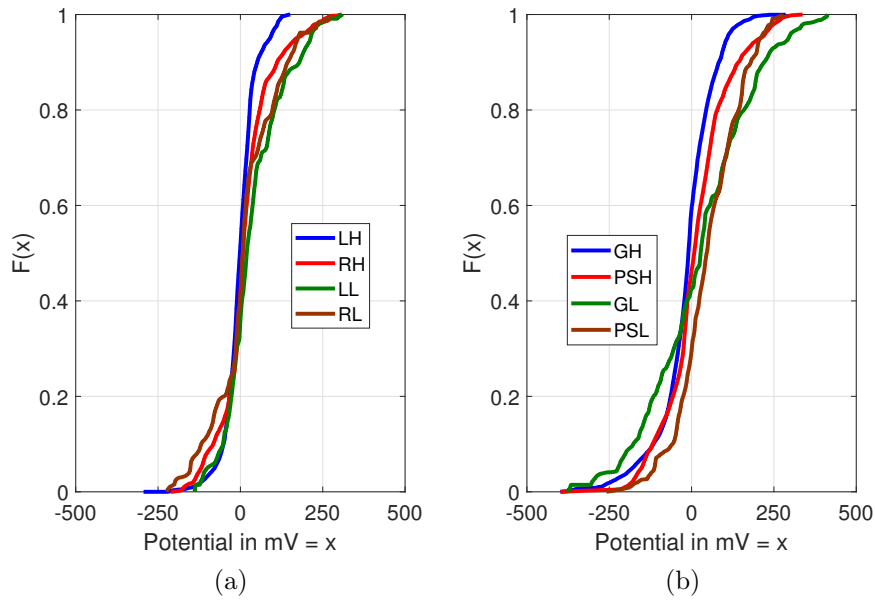 1
0.8
0.6
0.4
0.2
0
F(x)
-500
-250
0
250
500
Potential in mV = x
LH
RH
LL
RL
(a)
1
0.8
0.6
0.4
0.2
0
F(x)
-500
-250
0
250
500
Potential in mV = x
GH
PSH
GL
PSL
(b)